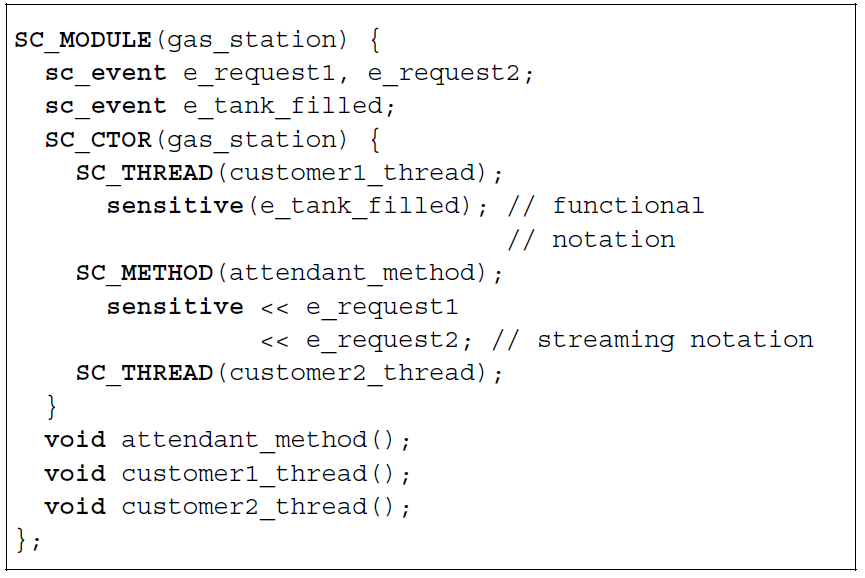 SC_MODULE(gas_station) {
  sc_event e_request1, e_request2;
  sc_event e_tank_filled;
  SC_CTOR(gas_station) {
    SC_THREAD(customer1_thread);
      sensitive(e_tank_filled); // functional
                                // notation
    SC_METHOD(attendant_method);
      sensitive << e_request1
                << e_request2; // streaming notation
    SC_THREAD(customer2_thread);
  }
  void attendant_method();
  void customer1_thread();
  void customer2_thread();
};